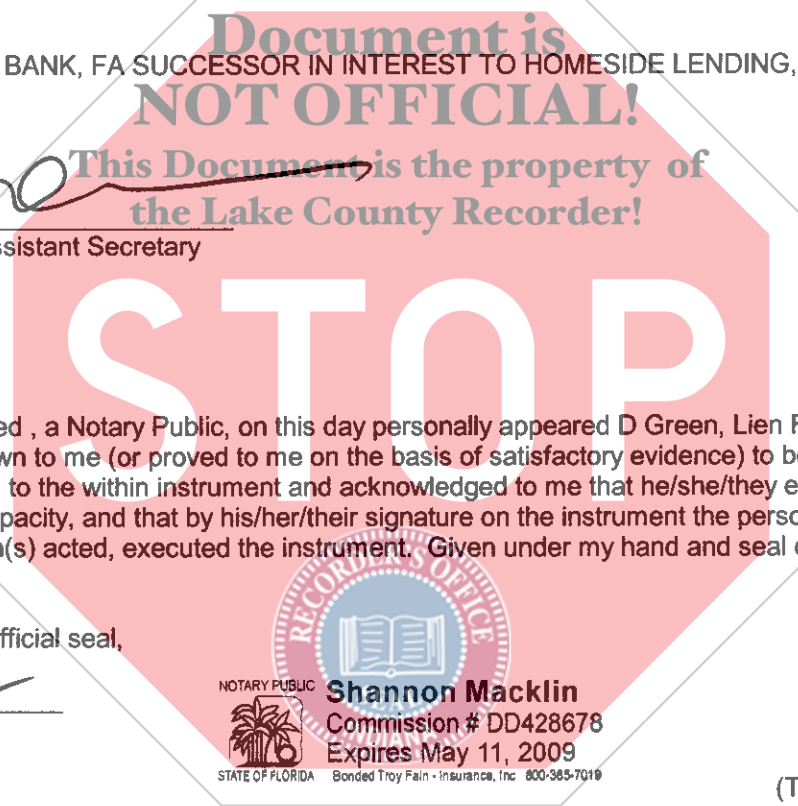 Document is
BANK, FA SUCCESSOR IN INTEREST TO HOMESIDE LENDING,
NOT OFFICIAL!
This Document is the property of
the Lake County Recorder!
ssistant Secretary
STOP
ed , a Notary Public, on this day personally appeared D Green, Lien
wn to me (or proved to me on the basis of satisfactory evidence) to b
to the within instrument and acknowledged to me that he/she/they e
pacity, and that by his/her/their signature on the instrument the perso
(s) acted, executed the instrument. Given under my hand and seal
RECORDER'S OFFICE
fficial seal,
NOTARY PUBLIC Shannon Macklin
Commission # DD428678
INDIANA
Expires May 11, 2009
STATE OF FLORIDA Bonded Troy Fain - Insurance, Inc 800-385-7019
(T